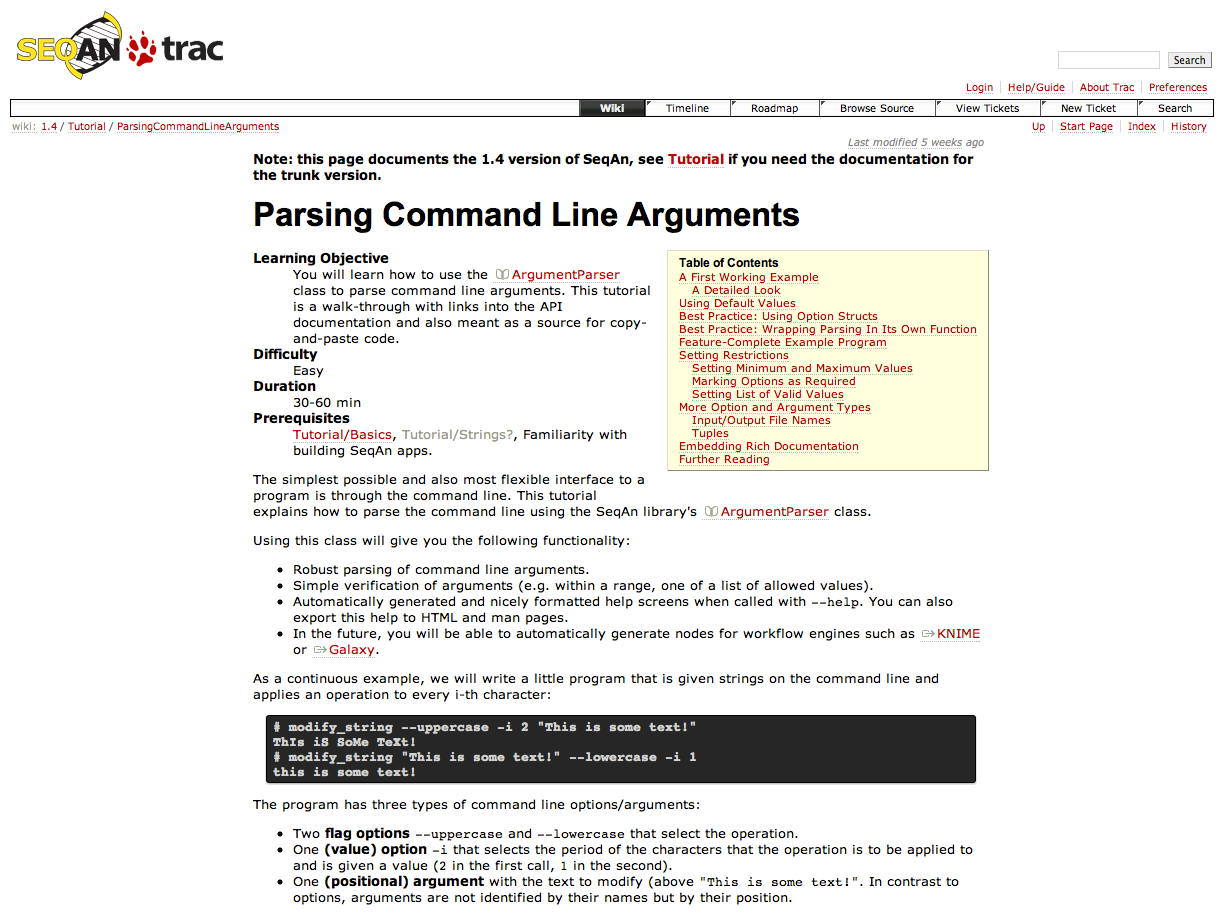 SEQAN trac
Search
Login Help/Guide About Trac Preferences
Wiki Timeline Roadmap Browse Source View Tickets New Ticket Search
wiki: 1.4 / Tutorial / ParsingCommandLineArguments
Up Start Page Index History
Last modified 5 weeks ago
Note: this page documents the 1.4 version of SeqAn, see Tutorial if you need the documentation for
the trunk version.
Parsing Command Line Arguments
Learning Objective
You will learn how to use the ArgumentParser
class to parse command line arguments. This tutorial
is a walk-through with links into the API
documentation and also meant as a source for copy-
and-paste code.
Difficulty
Easy
Duration
30-60 min
Prerequisites
Tutorial/Basics, Tutorial/Strings?, Familiarity with
building SeqAn apps.
Table of Contents
A First Working Example
A Detailed Look
Using Default Values
Best Practice: Using Option Structs
Best Practice: Wrapping Parsing In Its Own Function
Feature-Complete Example Program
Setting Restrictions
Setting Minimum and Maximum Values
Marking Options as Required
Setting List of Valid Values
More Option and Argument Types
Input/Output File Names
Tuples
Embedding Rich Documentation
Further Reading
The simplest possible and also most flexible interface to a
program is through the command line. This tutorial
explains how to parse the command line using the SeqAn library's ArgumentParser class.
Using this class will give you the following functionality:
• Robust parsing of command line arguments.
• Simple verification of arguments (e.g. within a range, one of a list of allowed values).
• Automatically generated and nicely formatted help screens when called with --help. You can also
export this help to HTML and man pages.
• In the future, you will be able to automatically generate nodes for workflow engines such as KNIME
or Galaxy.
As a continuous example, we will write a little program that is given strings on the command line and
applies an operation to every i-th character:
# modify_string --uppercase -i 2 "This is some text!"
ThIs iS SoMe TeXt!
# modify_string "This is some text!" --lowercase -i 1
this is some text!
The program has three types of command line options/arguments:
• Two flag options --uppercase and --lowercase that select the operation.
• One (value) option -i that selects the period of the characters that the operation is to be applied to
and is given a value (2 in the first call, 1 in the second).
• One (positional) argument with the text to modify (above "This is some text!". In contrast to
options, arguments are not identified by their names but by their position.